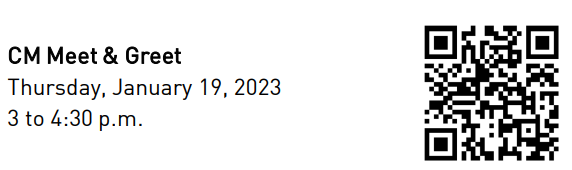 CM Meet & Greet
Thursday, January 19, 2023
3 to 4:30 p.m.